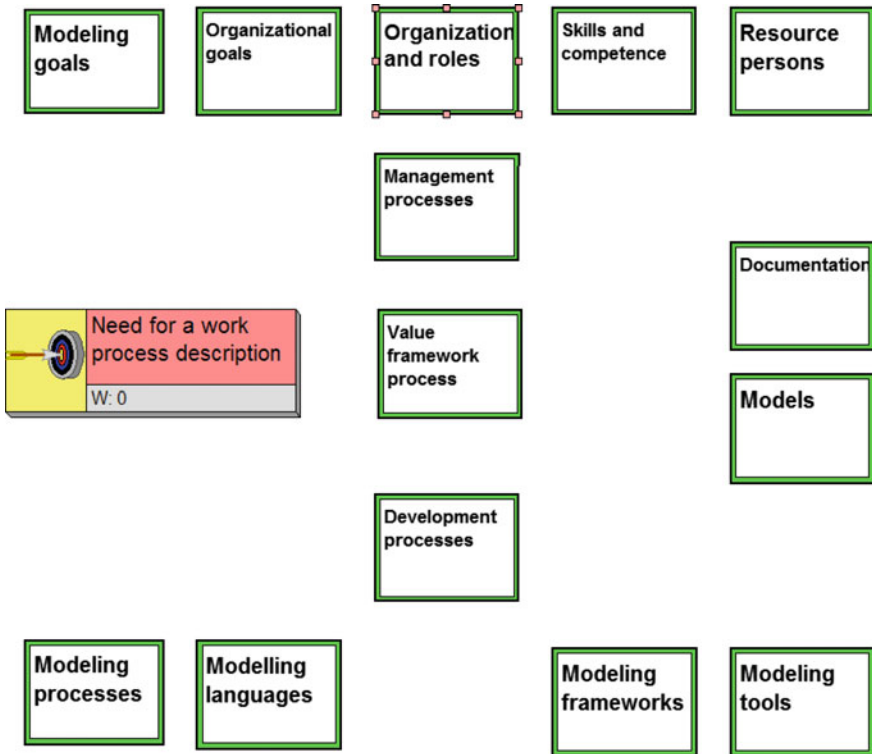 Modeling
goals
Organizational
goals
Organization
and roles
Skills and
competence
Resource
persons
Management
processes
Documentation
Need for a work
process description
W: 0
Value
framework
process
Models
Development
processes
Modeling
processes
Modelling
languages
Modeling
frameworks
Modeling
tools